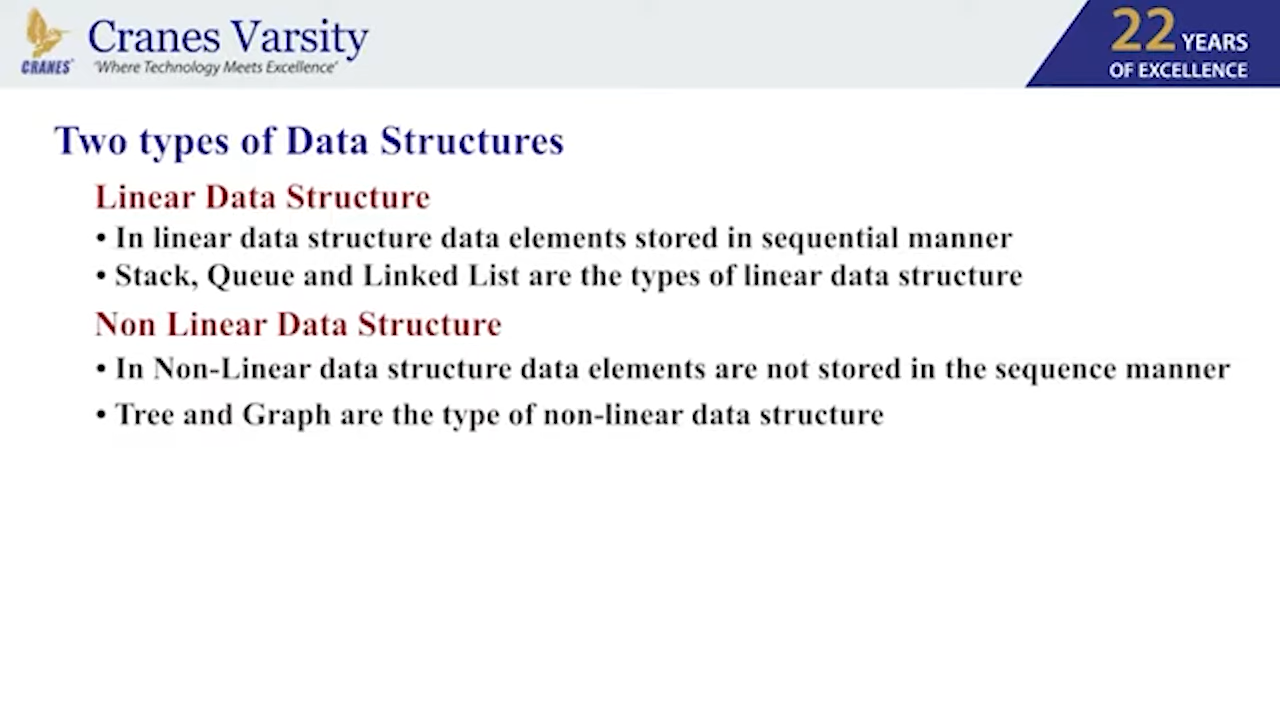 Cranes Varsity
CRANES
"Where Technology Meets Excellence"
22 YEARS
OF EXCELLENCE
Two types of Data Structures
Linear Data Structure
• In linear data structure data elements stored in sequential manner
• Stack, Queue and Linked List are the types of linear data structure
Non Linear Data Structure
• In Non-Linear data structure data elements are not stored in the sequence manner
• Tree and Graph are the type of non-linear data structure